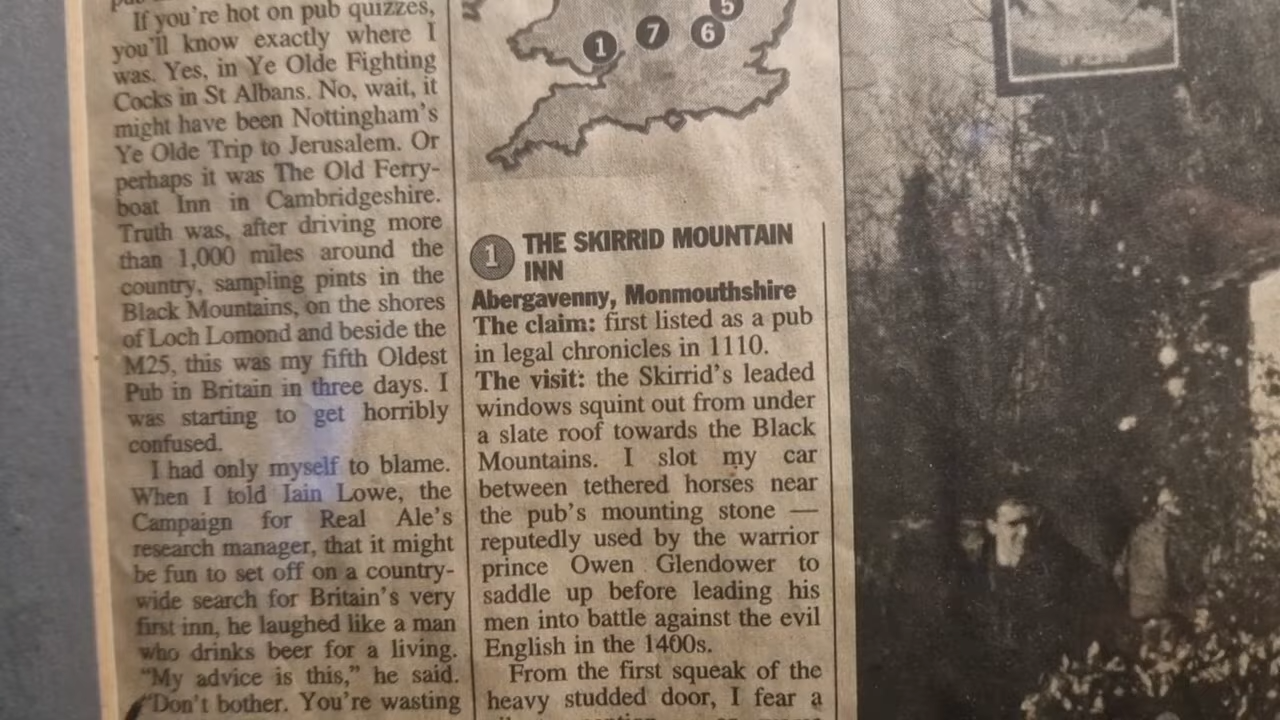 If you're hot on pub quizzes,
you'll know exactly where I
was. Yes, in Ye Olde Fighting
Cocks in St Albans. No, wait, it
might have been Nottingham's
Ye Olde Trip to Jerusalem. Or
perhaps it was The Old Ferry-
boat Inn in Cambridgeshire.
Truth was, after driving more
than 1,000 miles around the
country, sampling pints in the
Black Mountains, on the shores
of Loch Lomond and beside the
M25, this was my fifth Oldest
Pub in Britain in three days. I
was starting to get horribly
confused.
I had only myself to blame.
When I told Iain Lowe, the
Campaign for Real Ale's
research manager, that it might
be fun to set off on a country-
wide search for Britain's very
first inn, he laughed like a man
who drinks beer for a living.
"My advice is this," he said.
"Don't bother. You're wasting
5
1 7 6
1 THE SKIRRID MOUNTAIN
INN
Abergavenny, Monmouthshire
The claim: first listed as a pub
in legal chronicles in 1110.
The visit: the Skirrid's leaded
windows squint out from under
a slate roof towards the Black
Mountains. I slot my car
between tethered horses near
the pub's mounting stone —
reputedly used by the warrior
prince Owen Glendower to
saddle up before leading his
men into battle against the evil
English in the 1400s.
From the first squeak of the
heavy studded door, I fear a